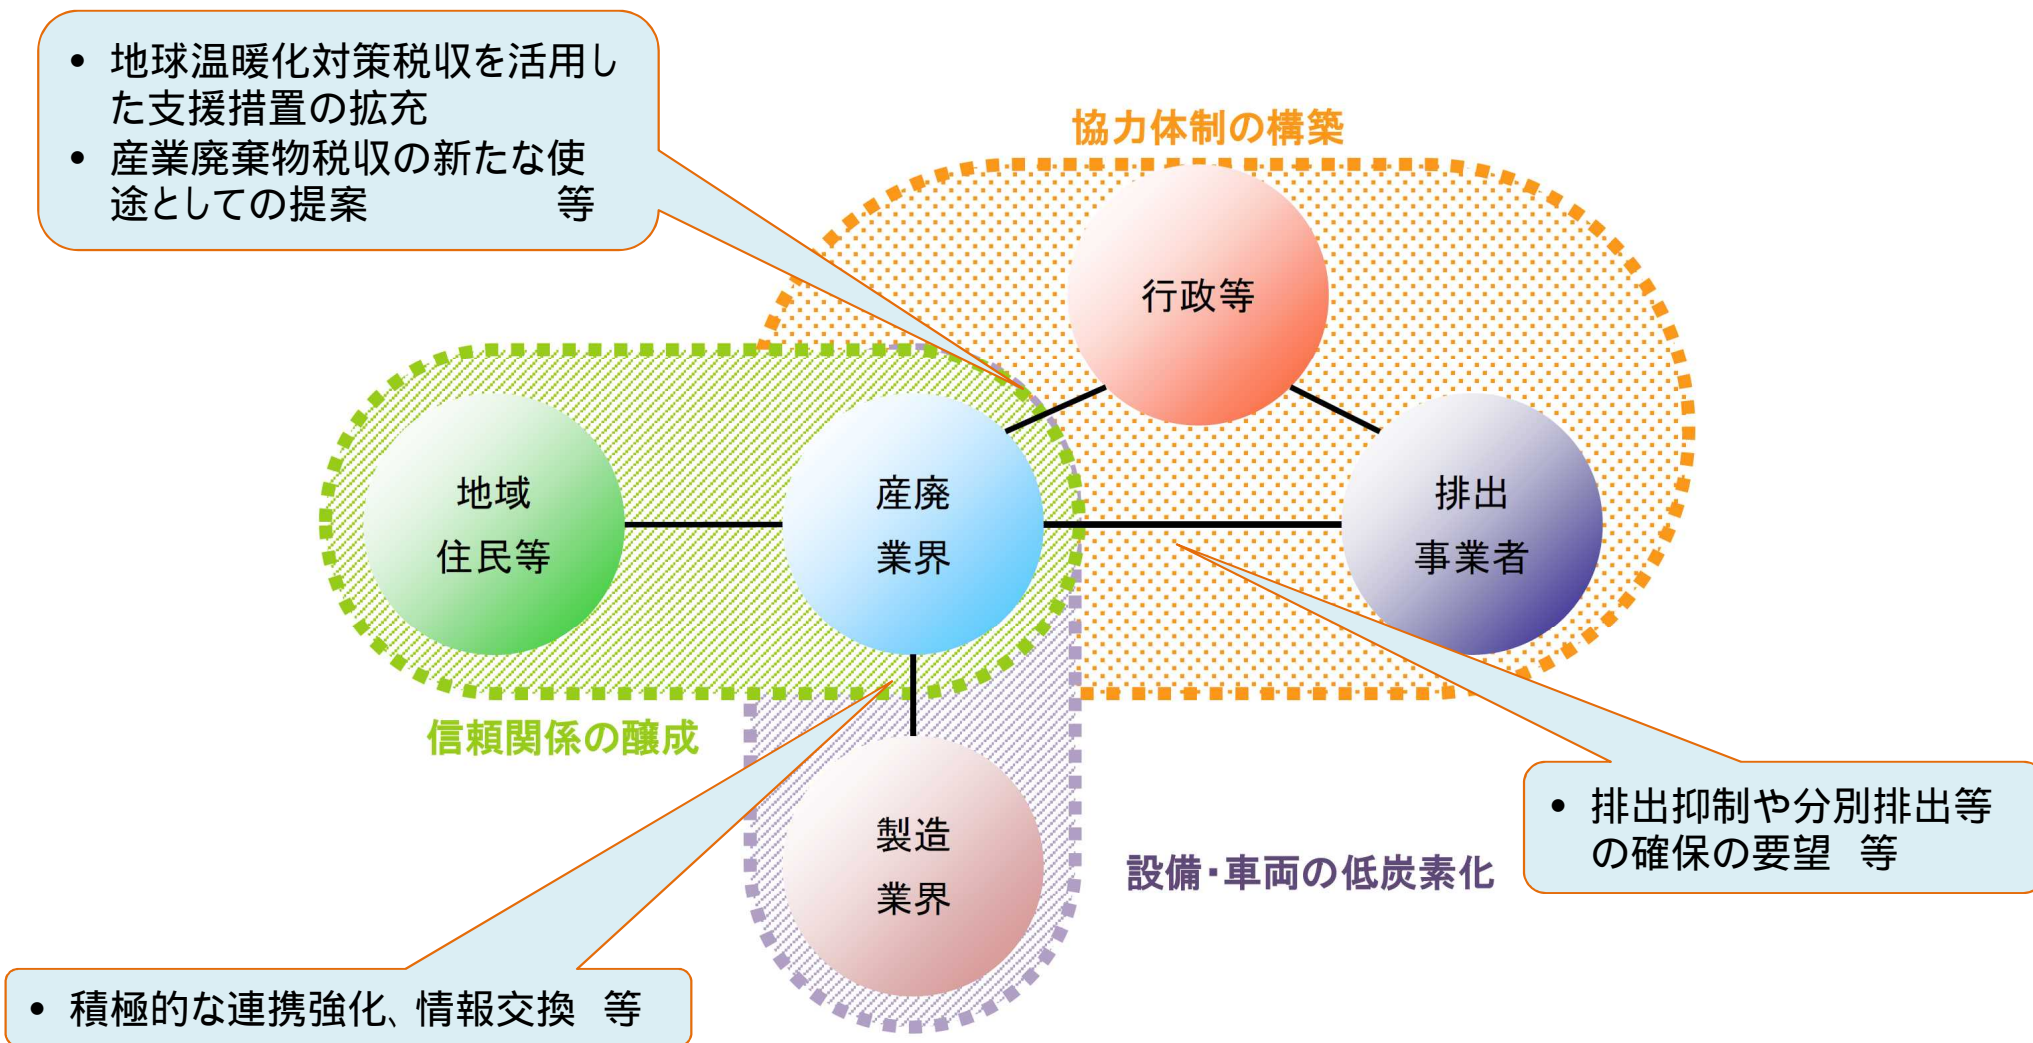 • 地球温暖化対策税収を活用し
た支援措置の拡充
• 産業廃棄物税収の新たな使
途としての提案 等
協力体制の構築
行政等
地域
住民等
産廃
業界
排出
事業者
信頼関係の醸成
製造
業界
設備・車両の低炭素化
• 排出抑制や分別排出等
の確保の要望 等
• 積極的な連携強化、情報交換 等